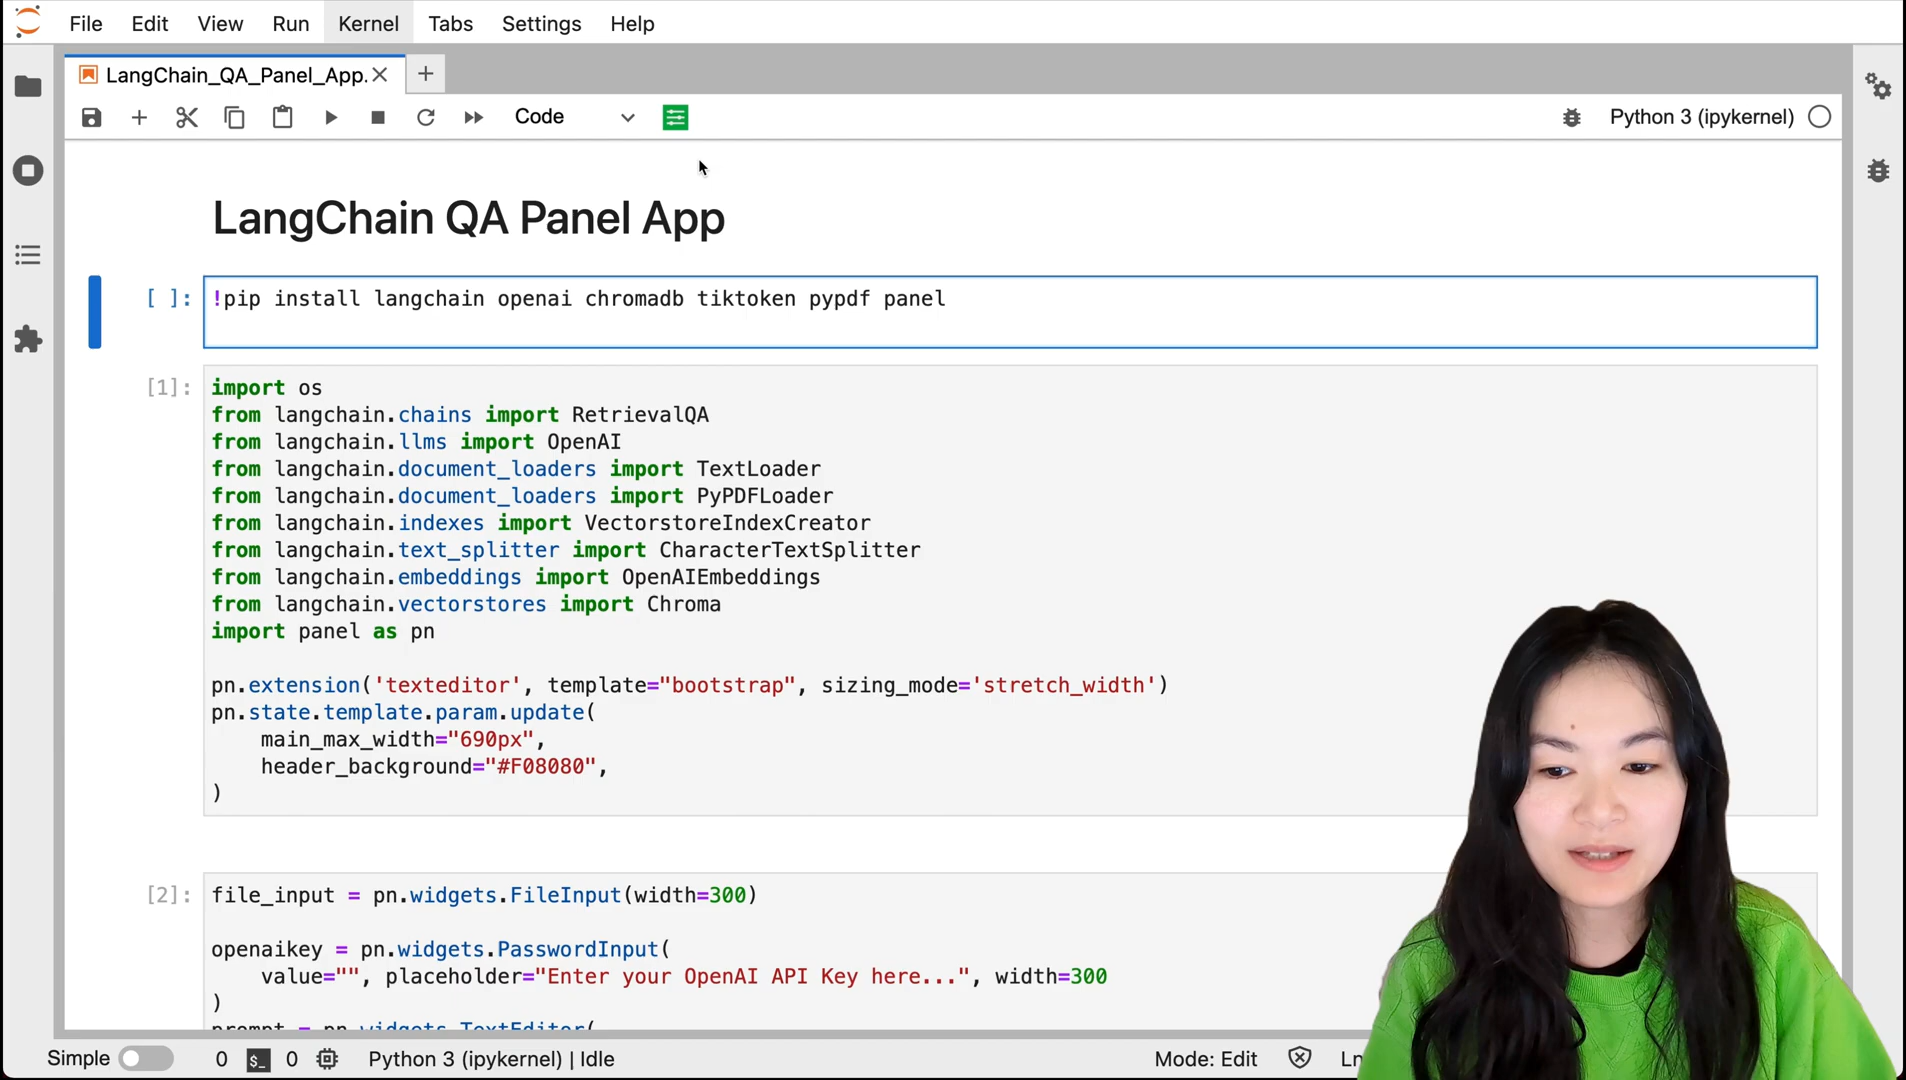 File Edit View Run Kernel Tabs Settings Help
LangChain_QA_Panel_App.
Code
Python 3 (ipykernel)
LangChain QA Panel App
[ ]: !pip install langchain openai chromadb tiktoken pypdf panel
[1]: import os
from langchain.chains import RetrievalQA
from langchain.llms import OpenAI
from langchain.document_loaders import TextLoader
from langchain.document_loaders import PyPDFLoader
from langchain.indexes import VectorstoreIndexCreator
from langchain.text_splitter import CharacterTextSplitter
from langchain.embeddings import OpenAIEmbeddings
from langchain.vectorstores import Chroma
import panel as pn
pn.extension('texteditor', template="bootstrap", sizing_mode='stretch_width')
pn.state.template.param.update(
main_max_width="690px",
header_background="#F08080",
)
[2]: file_input = pn.widgets.FileInput(width=300)
openaikey = pn.widgets.PasswordInput(
value="", placeholder="Enter your OpenAI API Key here...", width=300
)
prompt = pn.widgets.TextEditor(
Simple 0 $_ 0 Python 3 (ipykernel) | Idle Mode: Edit Ln